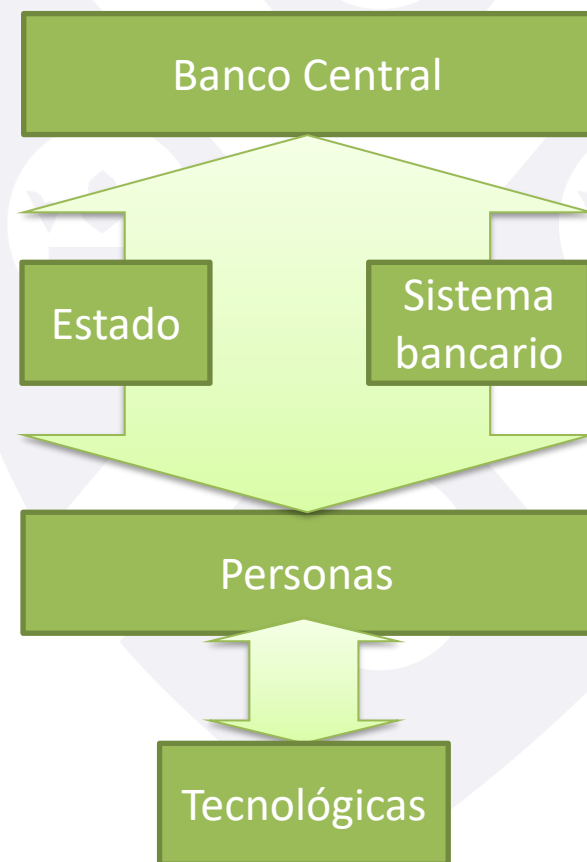 Banco Central
Estado
Sistema
bancario
Personas
Tecnológicas